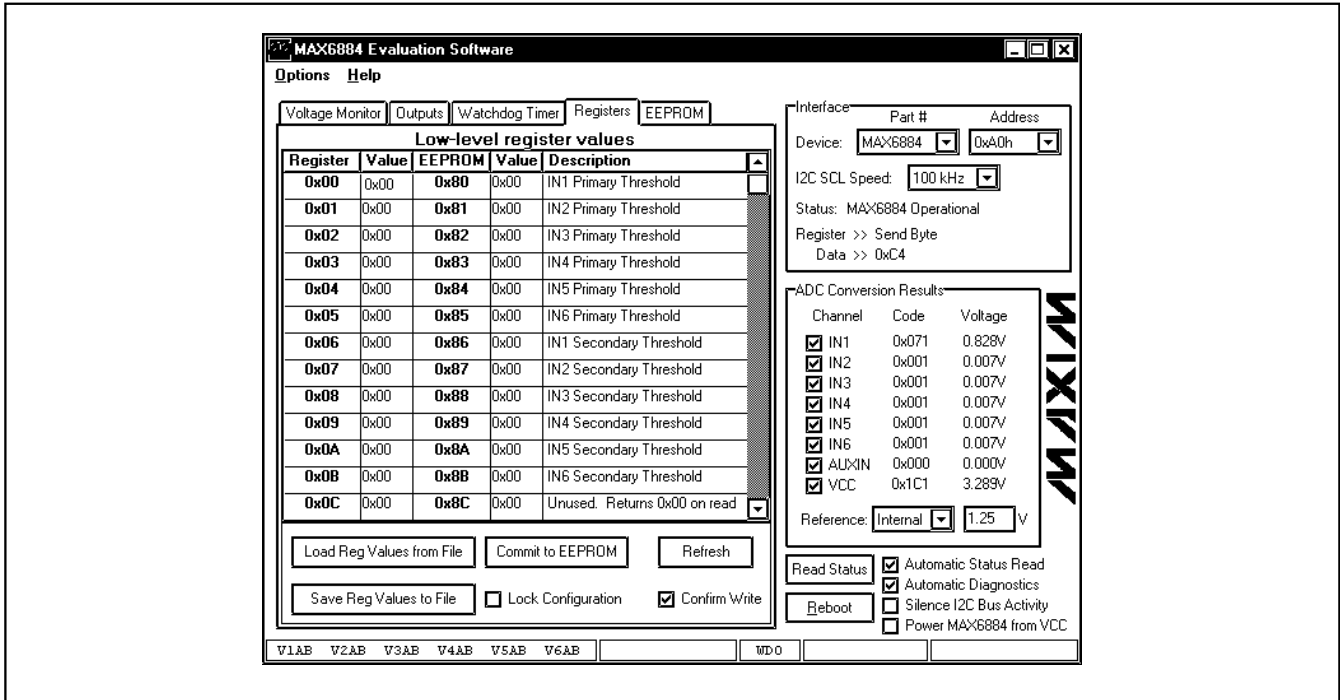 MAX6884 Evaluation Software
Options Help
Voltage Monitor Outputs Watchdog Timer Registers EEPROM
Low-level register values
Register Value EEPROM Value Description
0x00 0x00 0x80 0x00 IN1 Primary Threshold
0x01 0x00 0x81 0x00 IN2 Primary Threshold
0x02 0x00 0x82 0x00 IN3 Primary Threshold
0x03 0x00 0x83 0x00 IN4 Primary Threshold
0x04 0x00 0x84 0x00 IN5 Primary Threshold
0x05 0x00 0x85 0x00 IN6 Primary Threshold
0x06 0x00 0x86 0x00 IN1 Secondary Threshold
0x07 0x00 0x87 0x00 IN2 Secondary Threshold
0x08 0x00 0x88 0x00 IN3 Secondary Threshold
0x09 0x00 0x89 0x00 IN4 Secondary Threshold
0x0A 0x00 0x8A 0x00 IN5 Secondary Threshold
0x0B 0x00 0x8B 0x00 IN6 Secondary Threshold
0x0C 0x00 0x8C 0x00 Unused. Returns 0x00 on read
Load Reg Values from File Commit to EEPROM Refresh
Save Reg Values to File Lock Configuration Confirm Write
Interface
Part # Address
Device: MAX6884 0xA0h
I2C SCL Speed: 100 kHz
Status: MAX6884 Operational
Register >> Send Byte
Data >> 0xC4
ADC Conversion Results
Channel Code Voltage
IN1 0x071 0.828V
IN2 0x001 0.007V
IN3 0x001 0.007V
IN4 0x001 0.007V
IN5 0x001 0.007V
IN6 0x001 0.007V
AUXIN 0x000 0.000V
VCC 0x1C1 3.289V
Reference: Internal 1.25 V
MAXIM
Read Status Automatic Status Read
Automatic Diagnostics
Reboot Silence I2C Bus Activity
Power MAX6884 from VCC
V1AB V2AB V3AB V4AB V5AB V6AB WDO